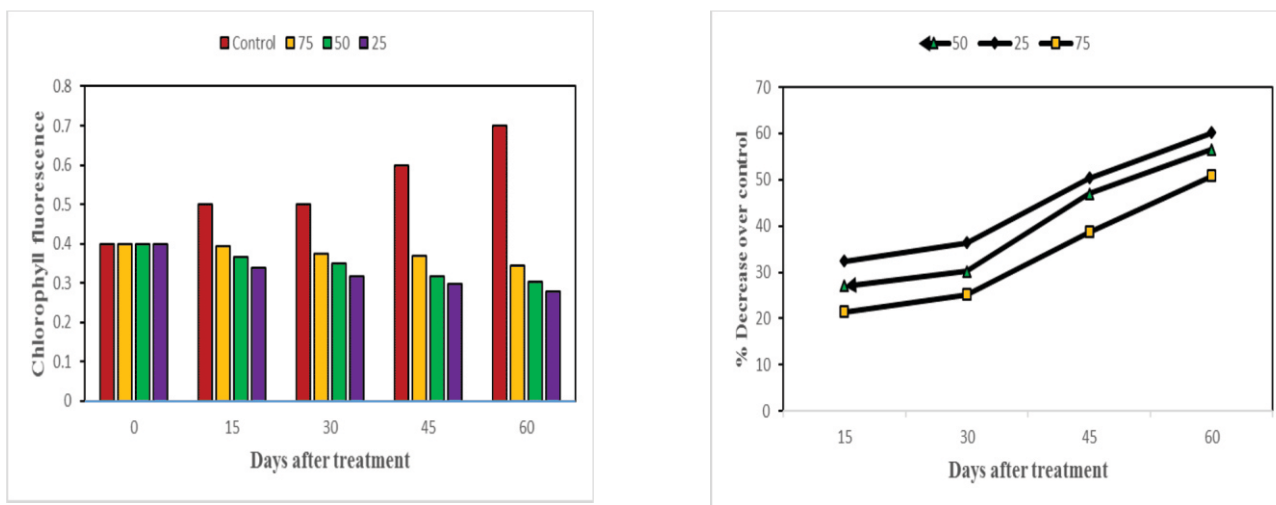 Control 75 50 25
Chlorophyll fluorescence
0.8
0.7
0.6
0.5
0.4
0.3
0.2
0.1
0
0 15 30 45 60
Days after treatment
50 25 75
% Decrease over control
70
60
50
40
30
20
10
0
15 30 45 60
Days after treatment